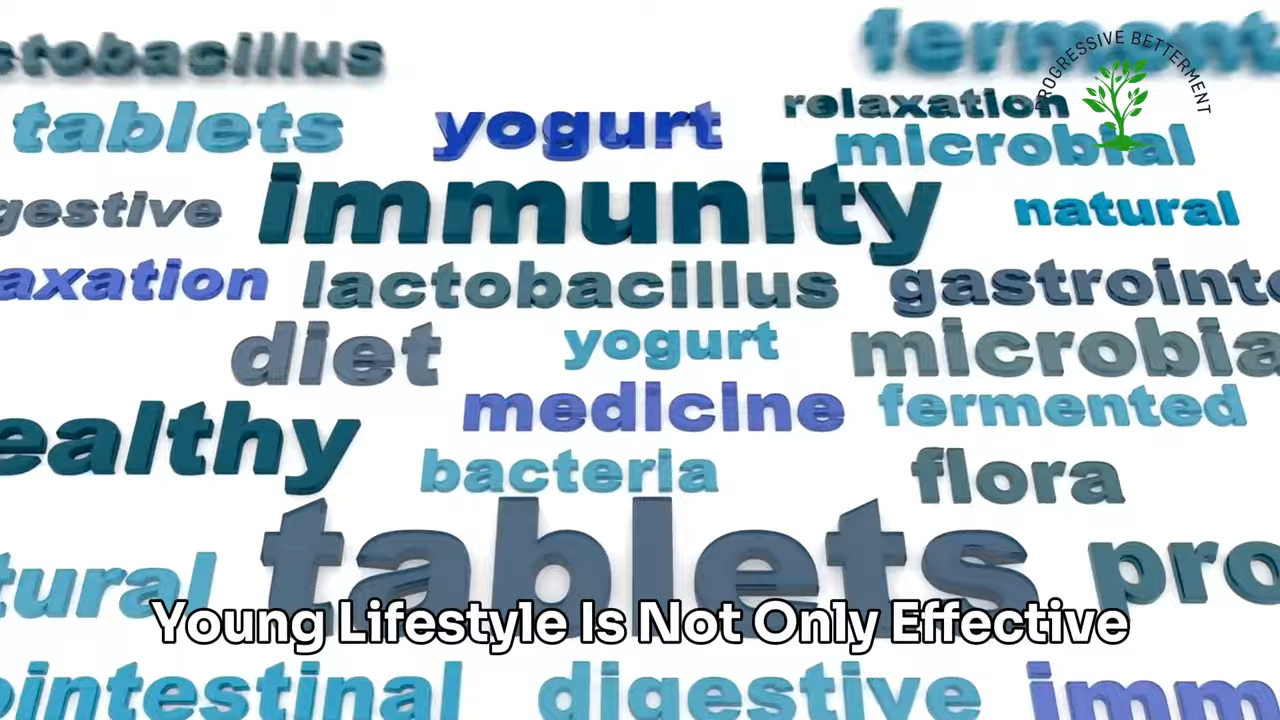 ctobacillus
ferment
PROGRESSIVE BETTERMENT
tablets
yogurt
relaxation
microbial
immunity
gestive
natural
axation
lactobacillus
gastrointe
diet
yogurt
microbia
medicine
fermented
ealthy
bacteria
flora
tablets
pro
tural
Young Lifestyle Is Not Only Effective
ointestinal
digestive
imm